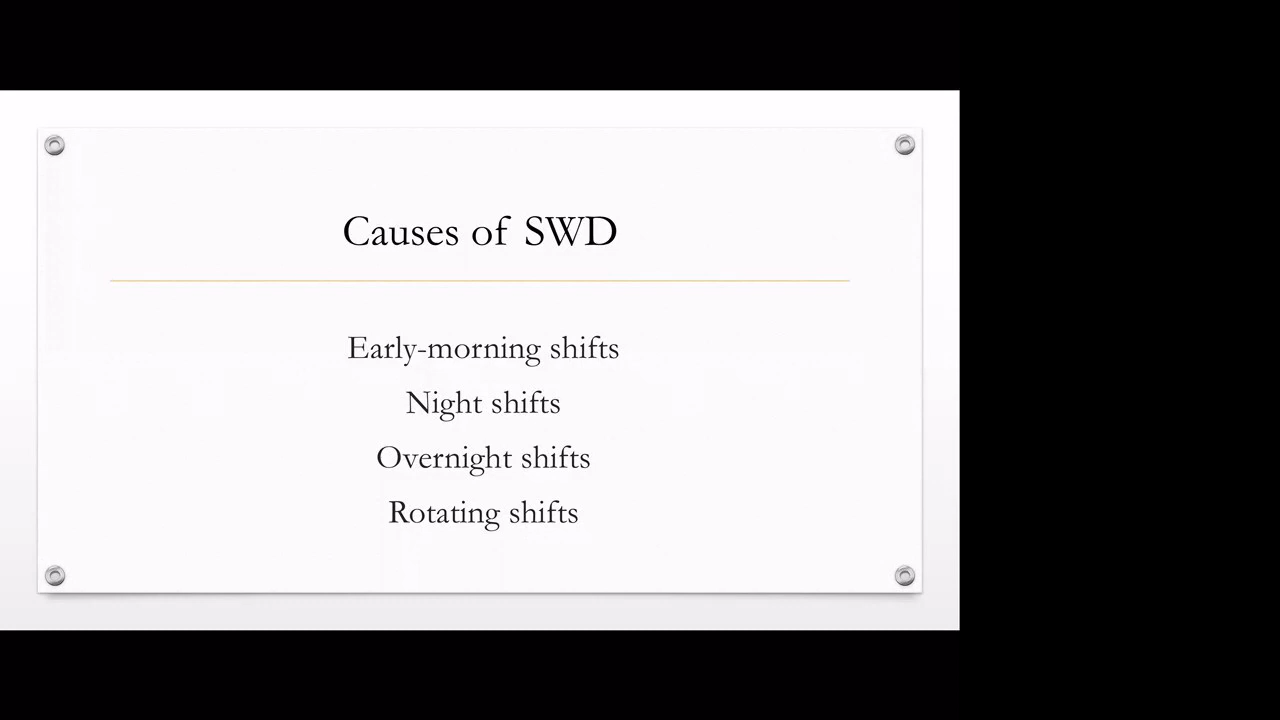 Causes of SWD
Early-morning shifts
Night shifts
Overnight shifts
Rotating shifts